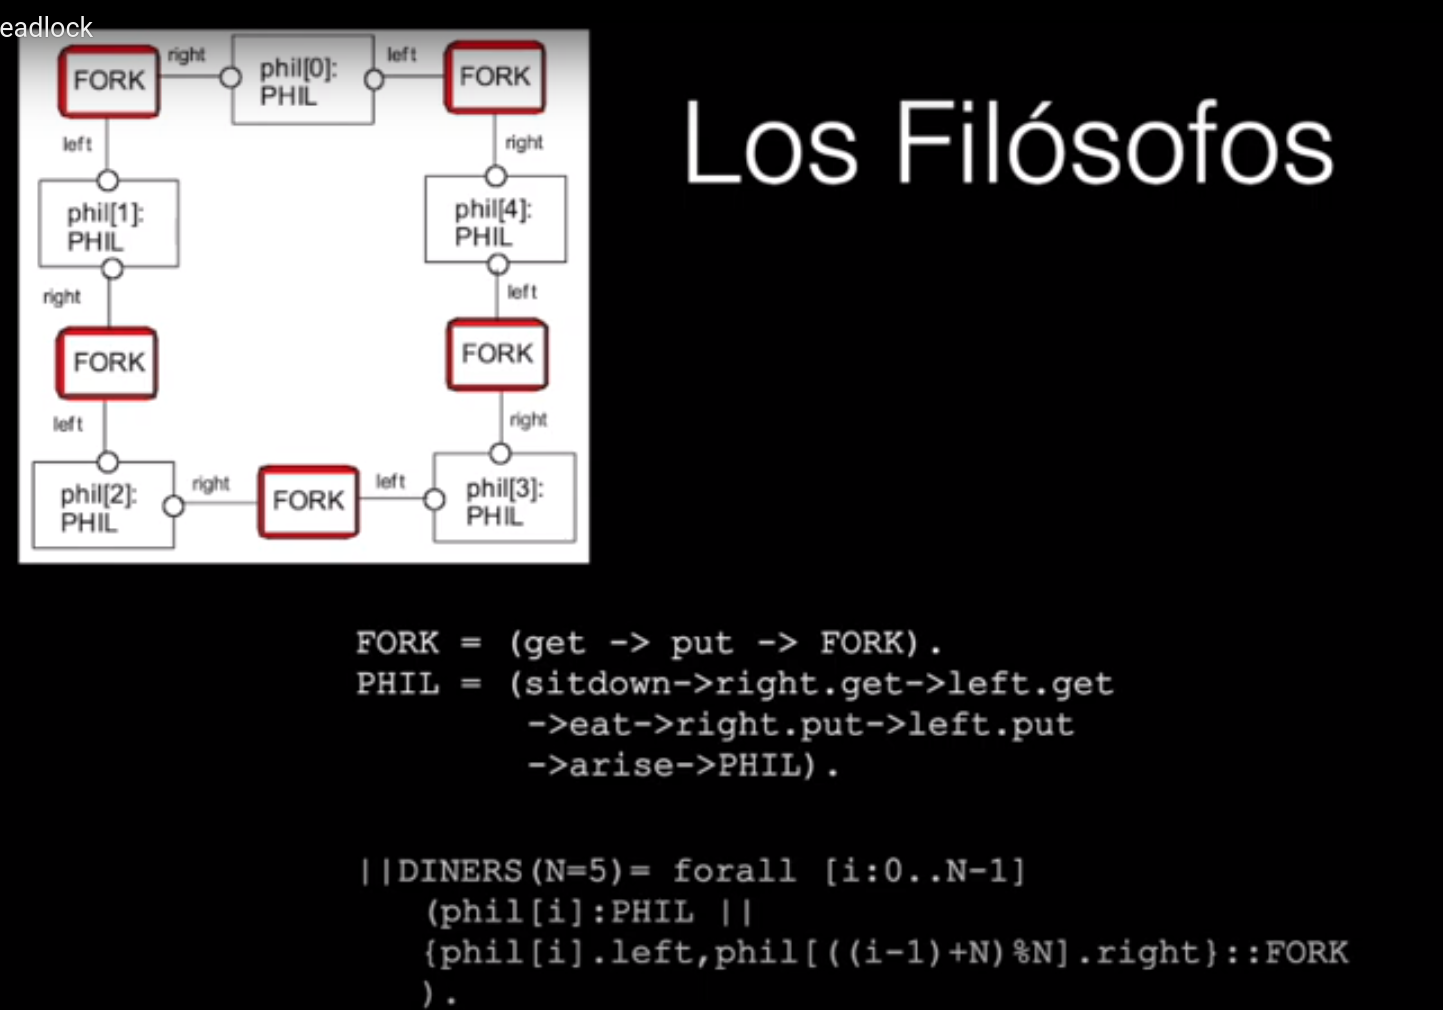 eadlock
FORK
right
phil[0]:
PHIL
left
FORK
Los Filósofos
left
right
phil[1]:
PHIL
phil[4]:
PHIL
right
left
FORK
FORK
left
right
phil[2]:
PHIL
right
FORK
left
phil[3]:
PHIL
FORK = (get -> put -> FORK).
PHIL = (sitdown->right.get->left.get
->eat->right.put->left.put
->arise->PHIL).
||DINERS(N=5)= forall [i:0..N-1]
(phil[i]:PHIL ||
{phil[i].left,phil[((i-1)+N)%N].right}::FORK
).